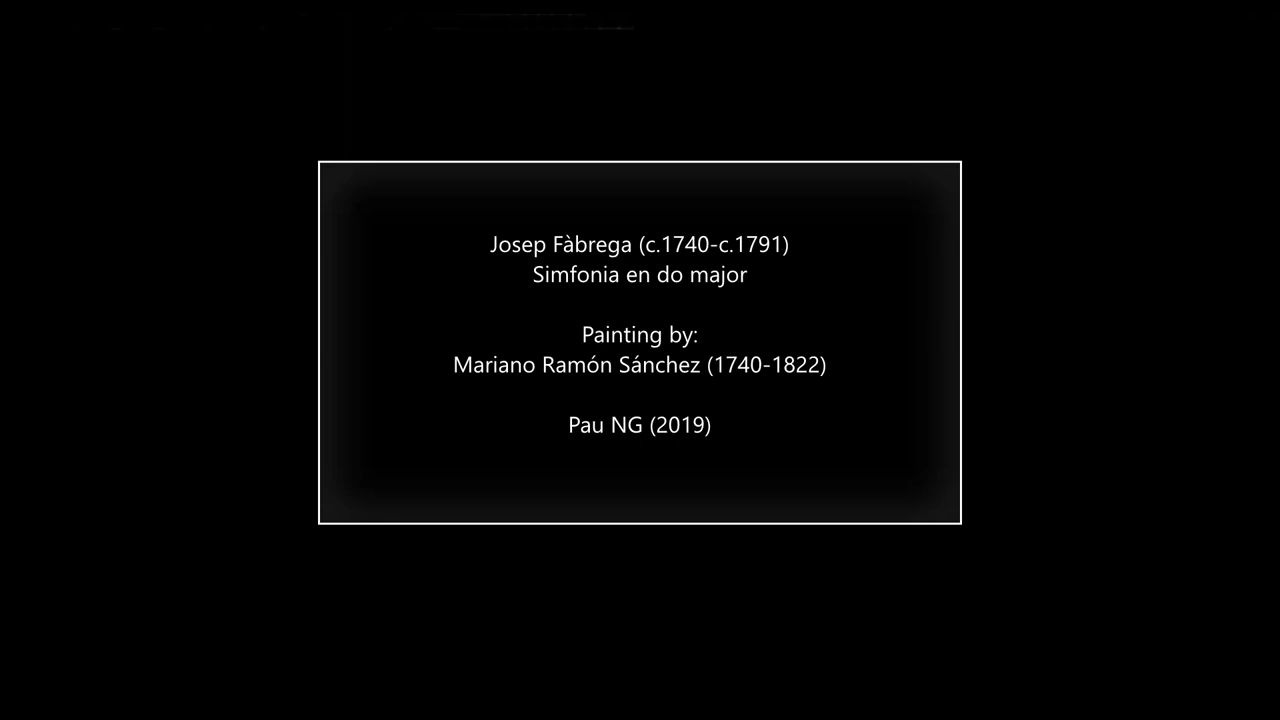 Josep Fàbrega (c.1740-c.1791)
Simfonia en do major
Painting by:
Mariano Ramón Sánchez (1740-1822)
Pau NG (2019)